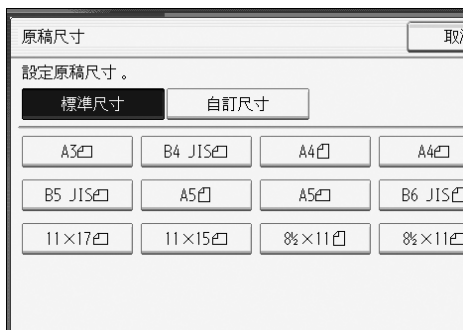 原稿尺寸
取
設定原稿尺寸。
標準尺寸 自訂尺寸
A3 B4 JIS A4 A4
B5 JIS A5 A5 B6 JIS
11×17 11×15 8½×11 8½×11